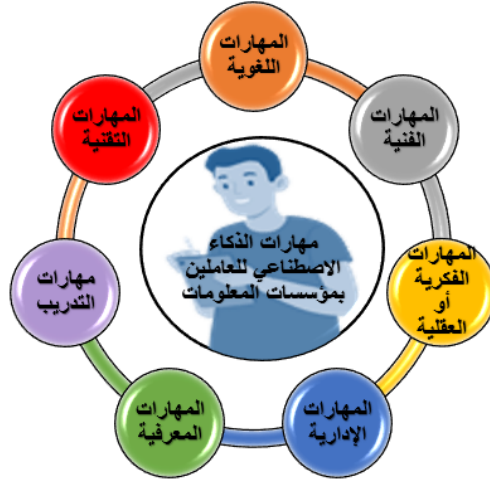 المهارات
اللغوية
المهارات
الفنية
المهارات
الفكرية
أو
العقلية
المهارات
الإدارية
المهارات
المعرفية
مهارات
التدريب
المهارات
التقنية
مهارات الذكاء
الاصطناعي للعاملين
بمؤسسات المعلومات